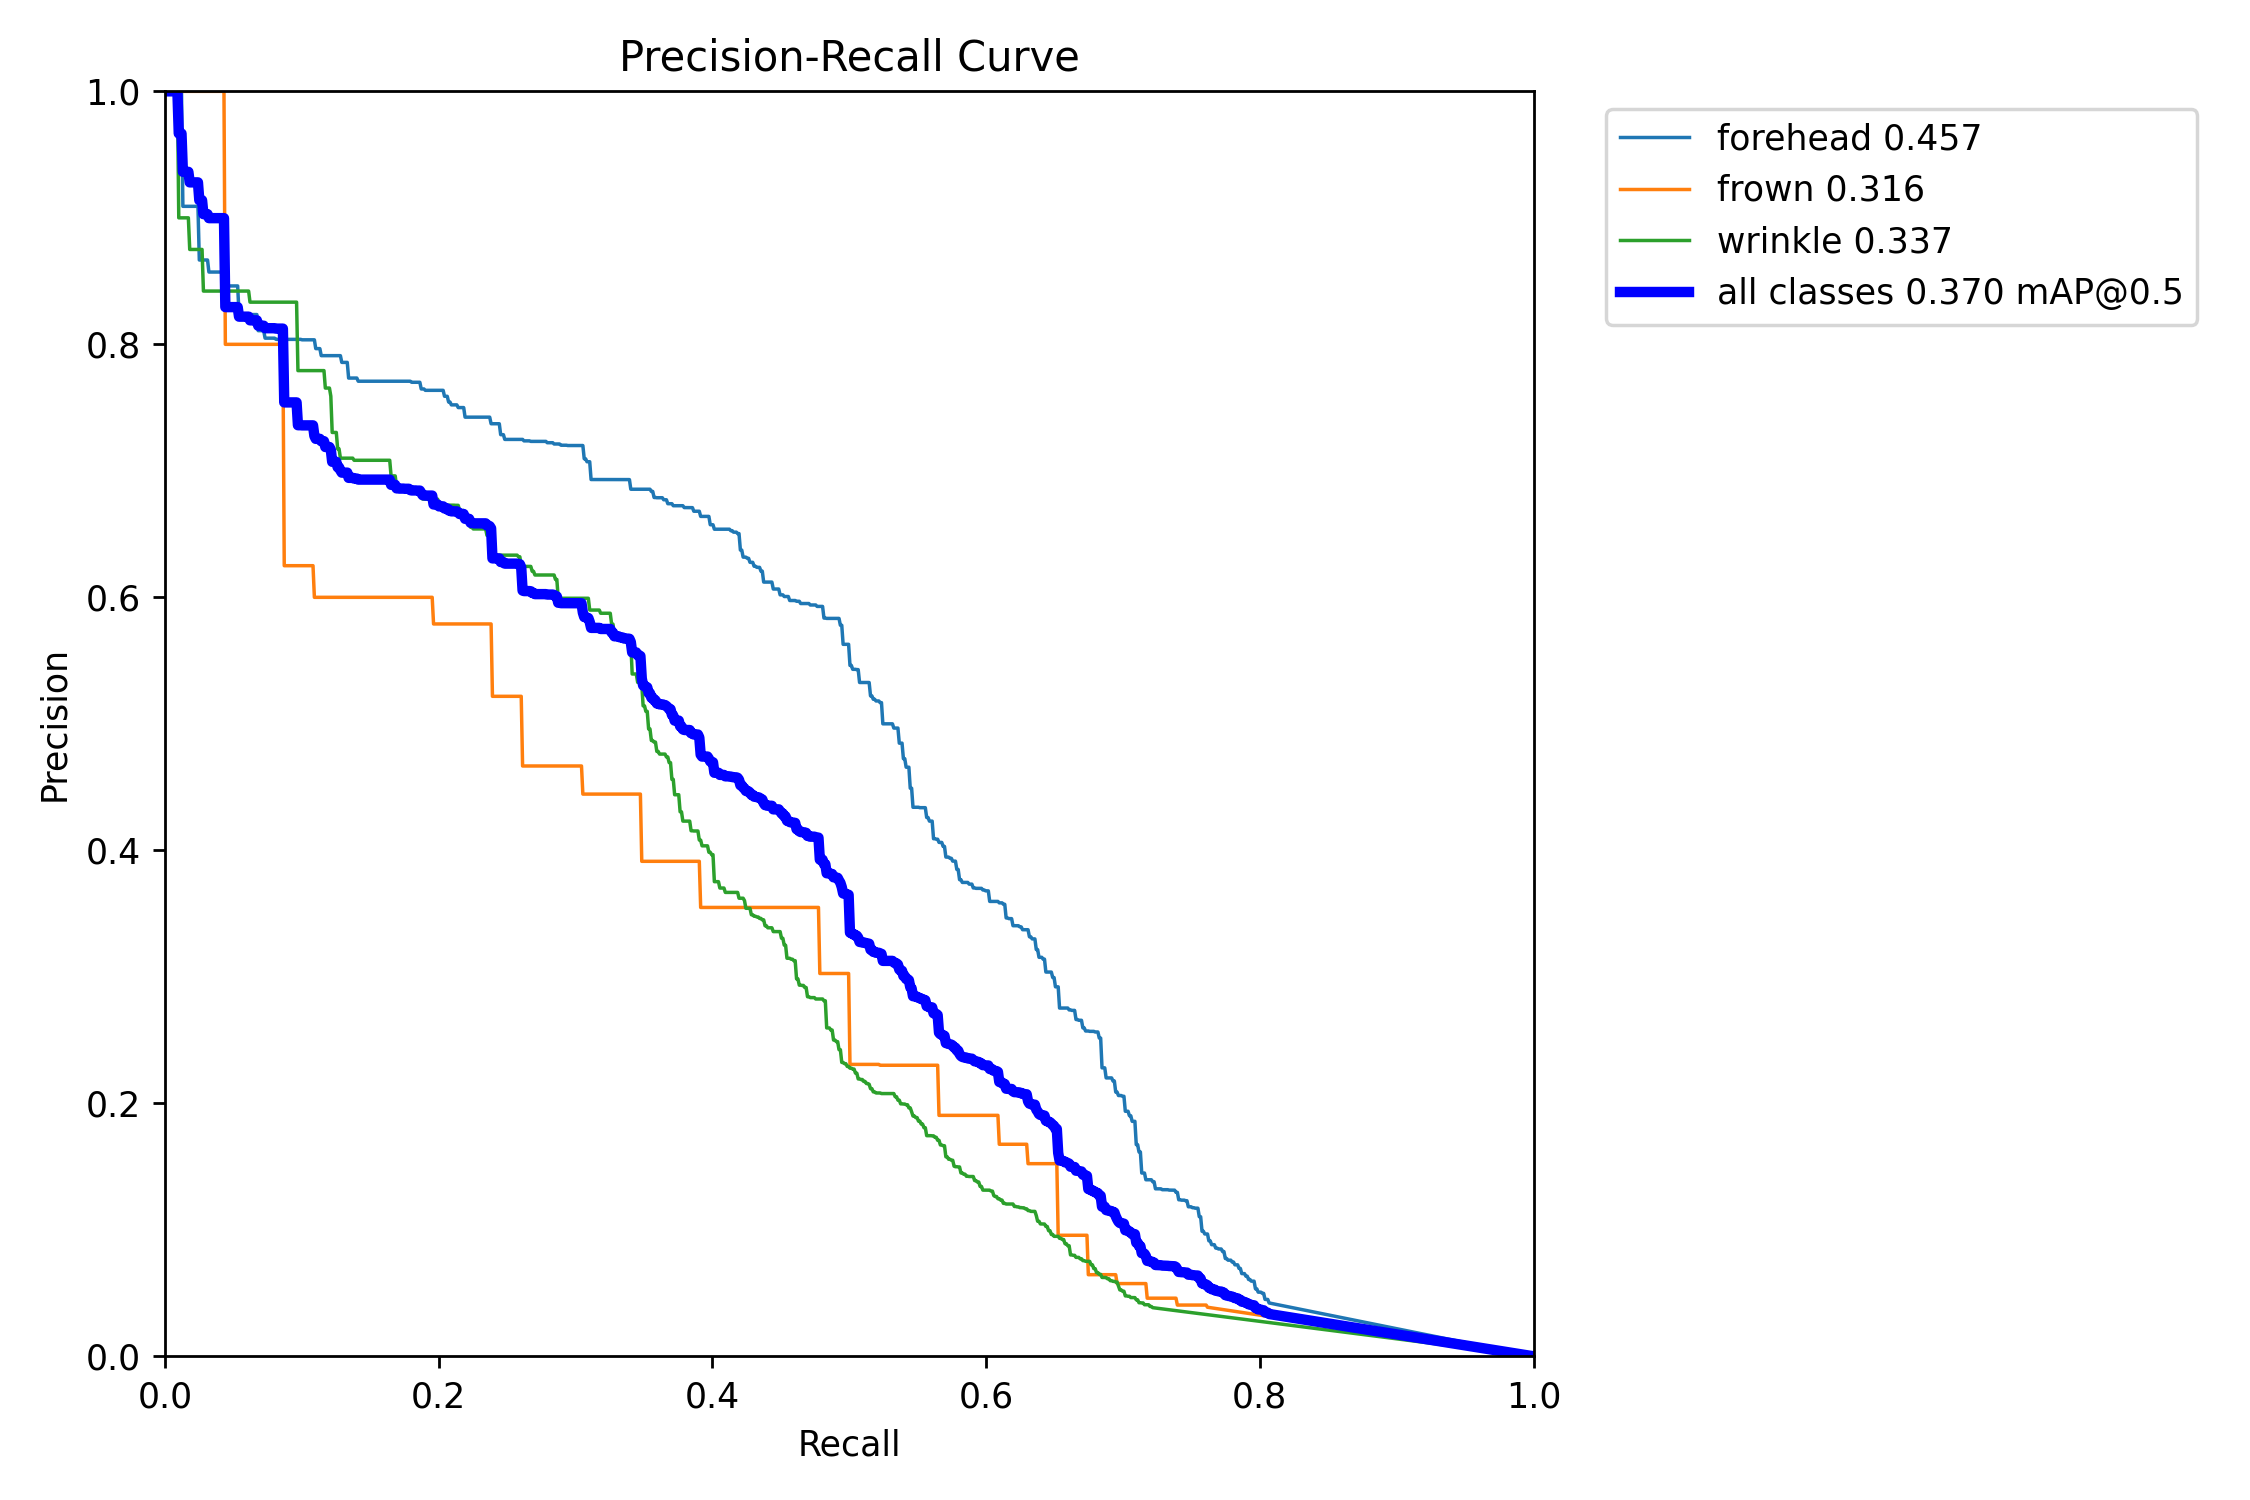 Precision-Recall Curve
1.0
0.8
0.6
0.4
0.2
0.0
Precision
0.0 0.2 0.4 0.6 0.8 1.0
Recall
forehead 0.457
frown 0.316
wrinkle 0.337
all classes 0.370 mAP@0.5